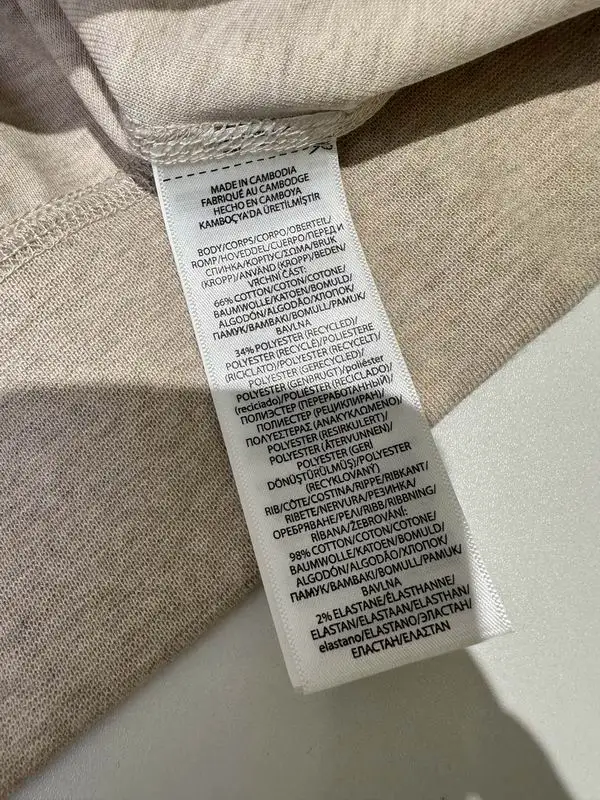 MADE IN CAMBODIA
FABRIQUÉ AU CAMBODGE
HECHO EN CAMBOYA
KAMBOÇYA'DA ÜRETİLMİŞTİR
BODY/CORPS/CORPO/OBERTEIL/
ROMP/HOVEDDEL/CUERPO/ПЕРЕД И
СПИНКА/КОРПУС/ΣΩΜΑ/BRUK
(KROPP)/ANVÄND (KROPP)/BEDEN/
VRCHNÍ ČÁST:
66% COTTON/COTON/COTONE/
BAUMWOLLE/KATOEN/BOMULD/
ALGODÓN/ALGODÃO/ХЛОПОК/
ПАМУК/ΒΑΜΒΑΚΙ/BOMULL/PAMUK/
BAVLNA
34% POLYESTER (RECYCLED)/
POLYESTER (RECYCLÉ)/POLIESTERE
(RICICLATO)/POLYESTER (RECYCELT)/
POLYESTER (GERECYCLED)/
POLYESTER (GENBRUGT)/poliéster
(reciclado)/POLIÉSTER (RECICLADO)/
ПОЛИЭСТЕР (ПЕРЕРАБОТАННЫЙ)/
ПОЛИЕСТЕР (РЕЦИКЛИРАН)/
ΠΟΛΥΕΣΤΕΡΑΣ (ΑΝΑΚΥΚΛΩΜΕΝΟ)/
POLYESTER (RESIRKULERT)/
POLYESTER (ÅTERVUNNEN)/
POLYESTER (GERİ
DÖNÜŞTÜRÜLMÜŞ)/POLYESTER
(RECYKLOVANÝ)
RIB/CÔTE/COSTINA/RIPPE/RIBKANT/
RIBETE/NERVURA/РЕЗИНКА/
ОРЕБРЯВАНЕ/ΡΕΛΙ/RIBB/RIBBNING/
RİBANA/ŽEBROVÁNÍ:
98% COTTON/COTON/COTONE/
BAUMWOLLE/KATOEN/BOMULD/
ALGODÓN/ALGODÃO/ХЛОПОК/
ПАМУК/ΒΑΜΒΑΚΙ/BOMULL/PAMUK/
BAVLNA
2% ELASTANE/ÉLASTHANNE/
ELASTAN/ELASTAAN/ELASTHAN/
elastano/ELASTANO/ЭЛАСТАН/
ЕЛАСТАН/ΕΛΑΣΤΑΝ